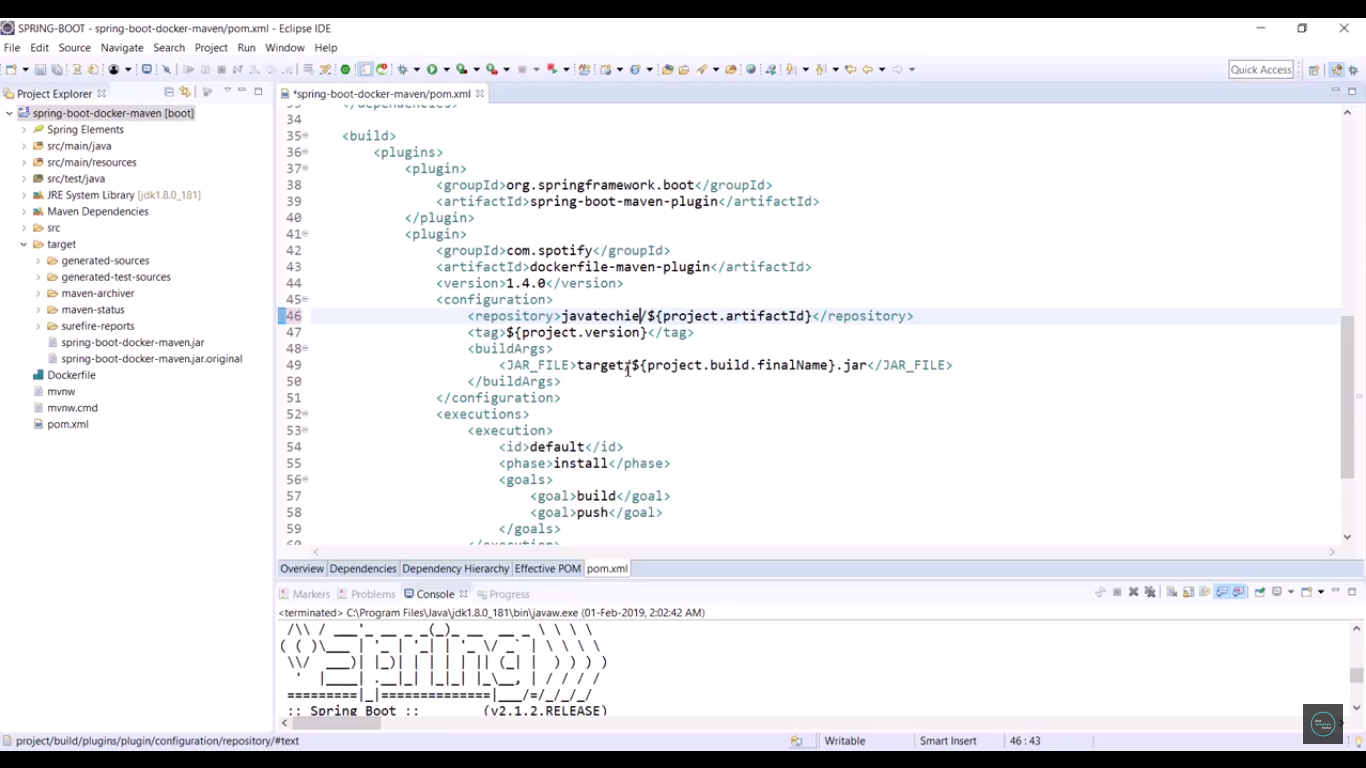 SPRING-BOOT - spring-boot-docker-maven/pom.xml - Eclipse IDE
File Edit Source Navigate Search Project Run Window Help
Quick Access
Project Explorer
spring-boot-docker-maven [boot]
Spring Elements
src/main/java
src/main/resources
src/test/java
JRE System Library [jdk1.8.0_181]
Maven Dependencies
src
target
generated-sources
generated-test-sources
maven-archiver
maven-status
surefire-reports
spring-boot-docker-maven.jar
spring-boot-docker-maven.jar.original
Dockerfile
mvnw
mvnw.cmd
pom.xml
*spring-boot-docker-maven/pom.xml
33 </dependencies>
34
35 <build>
36 <plugins>
37 <plugin>
38 <groupId>org.springframework.boot</groupId>
39 <artifactId>spring-boot-maven-plugin</artifactId>
40 </plugin>
41 <plugin>
42 <groupId>com.spotify</groupId>
43 <artifactId>dockerfile-maven-plugin</artifactId>
44 <version>1.4.0</version>
45 <configuration>
46 <repository>javatechie/${project.artifactId}</repository>
47 <tag>${project.version}</tag>
48 <buildArgs>
49 <JAR_FILE>target/${project.build.finalName}.jar</JAR_FILE>
50 </buildArgs>
51 </configuration>
52 <executions>
53 <execution>
54 <id>default</id>
55 <phase>install</phase>
56 <goals>
57 <goal>build</goal>
58 <goal>push</goal>
59 </goals>
60 </execution>
Overview Dependencies Dependency Hierarchy Effective POM pom.xml
Markers Problems Console Progress
<terminated> C:\Program Files\Java\jdk1.8.0_181\bin\javaw.exe (01-Feb-2019, 2:02:42 AM)
:: Spring Boot :: (v2.1.2.RELEASE)
project/build/plugins/plugin/configuration/repository/#text
Writable
Smart Insert
46 : 43